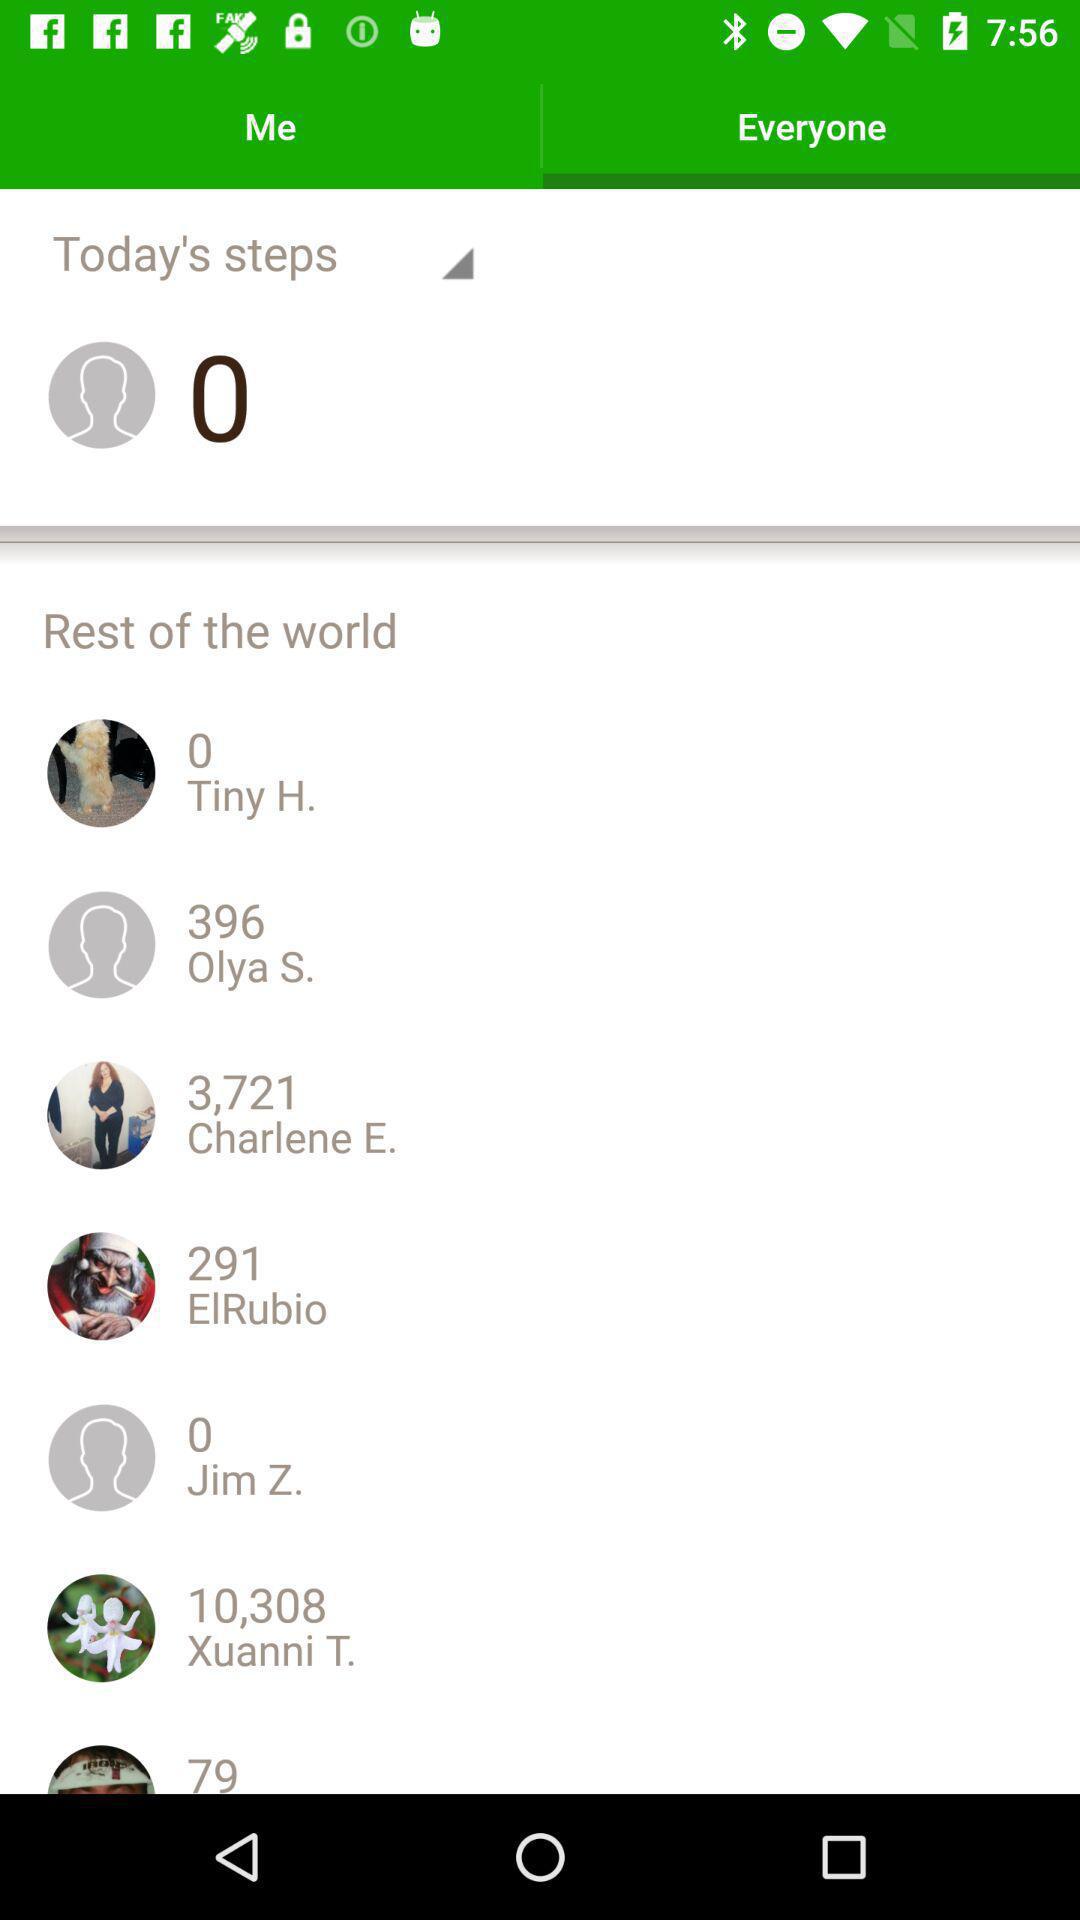 FAKE
7:56
Me
Everyone
Today's steps
0
Rest of the world
0
Tiny H.
396
Olya S.
3,721
Charlene E.
291
ElRubio
0
Jim Z.
10,308
Xuanni T.
79